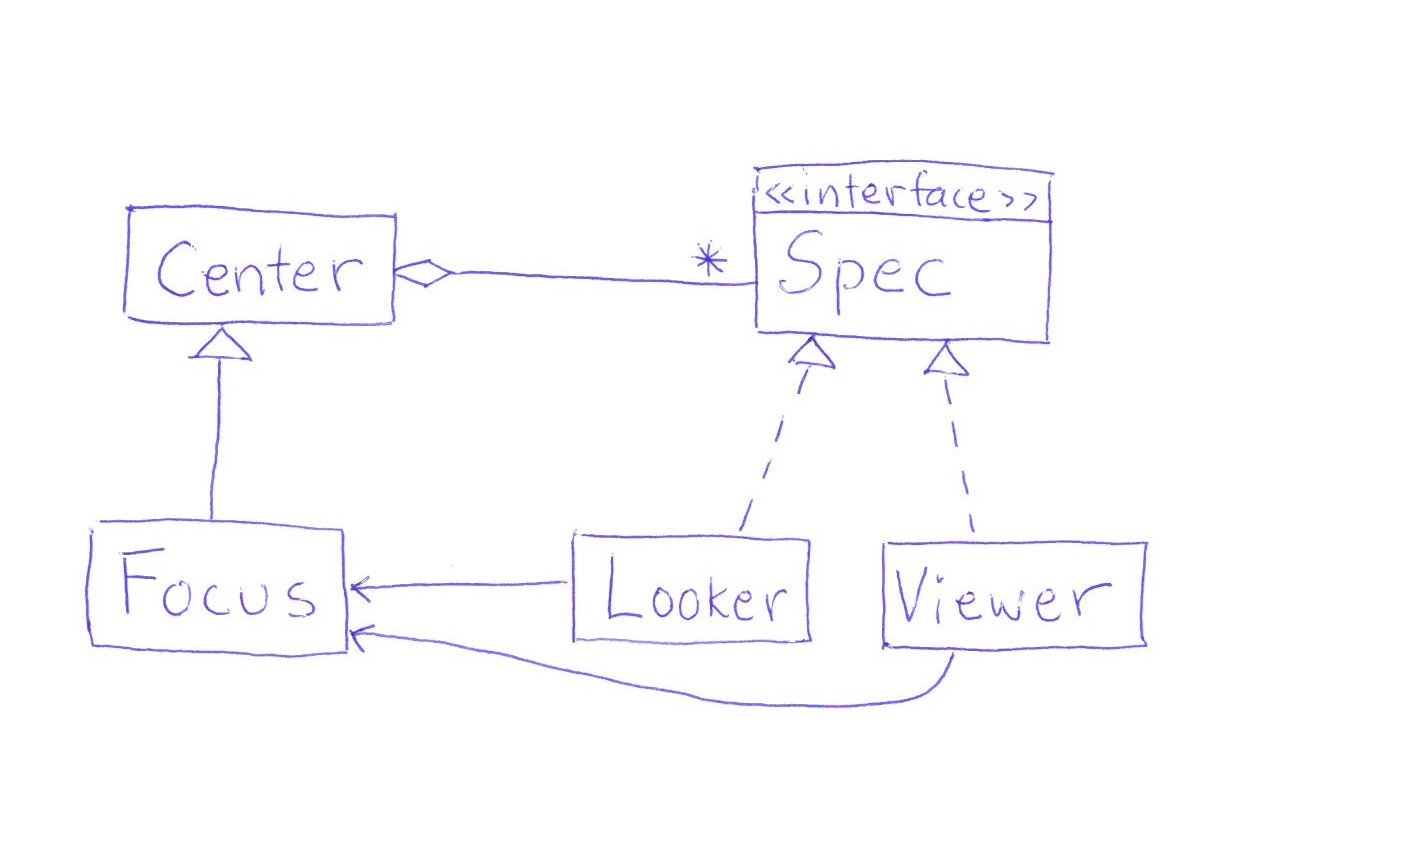 <<interface>>
Center
*
Spec
Focus
Looker
Viewer